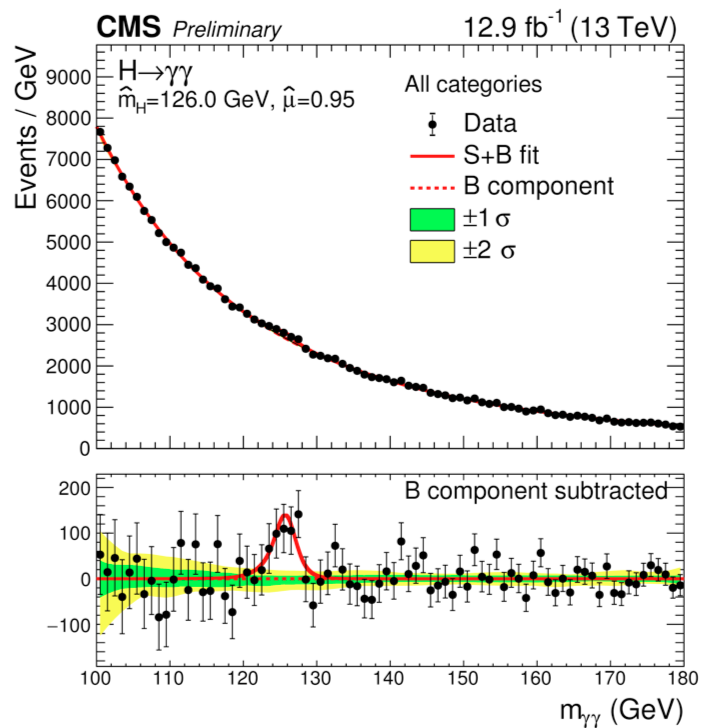 CMS Preliminary 12.9 fb⁻¹ (13 TeV)
H→γγ
m̂_H=126.0 GeV, μ̂=0.95
All categories
Data
S+B fit
B component
±1 σ
±2 σ
Events / GeV
9000
8000
7000
6000
5000
4000
3000
2000
1000
0
B component subtracted
200
100
0
−100
100 110 120 130 140 150 160 170 180
m_γγ (GeV)